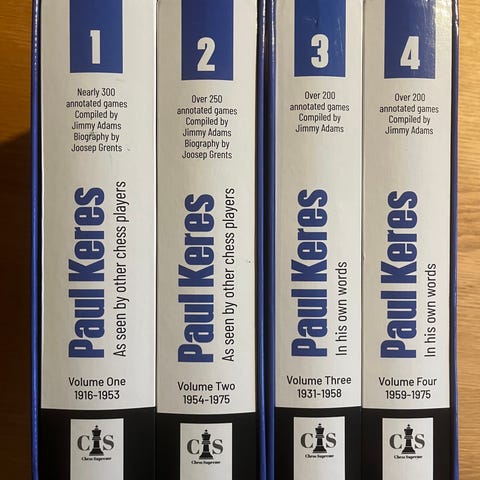 1
Nearly 300
annotated games
Compiled by
Jimmy Adams
Biography by
Joosep Grents
Paul Keres
As seen by other chess players
Volume One
1916-1953
CS
Chess Supreme
2
Over 250
annotated games
Compiled by
Jimmy Adams
Biography by
Joosep Grents
Paul Keres
As seen by other chess players
Volume Two
1954-1975
CS
Chess Supreme
3
Over 200
annotated games
Compiled by
Jimmy Adams
Paul Keres
In his own words
Volume Three
1931-1958
CS
Chess Supreme
4
Over 200
annotated games
Compiled by
Jimmy Adams
Paul Keres
In his own words
Volume Four
1959-1975
CS
Chess Supreme